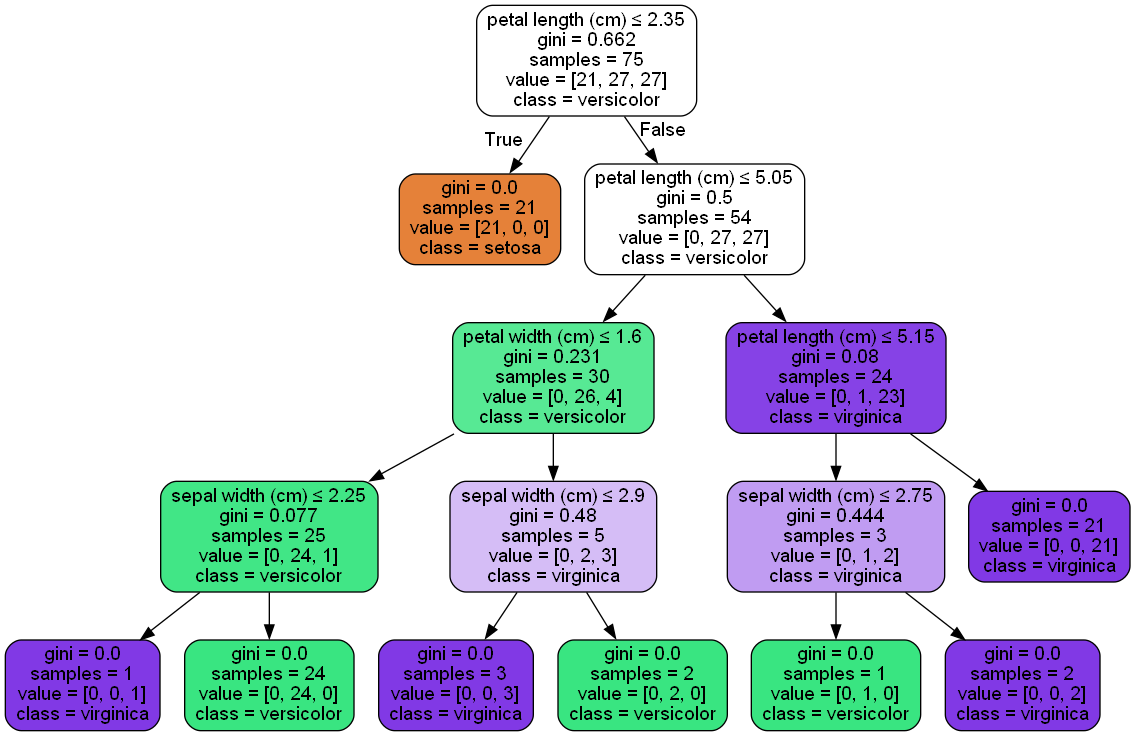 petal length (cm) ≤ 2.35
gini = 0.662
samples = 75
value = [21, 27, 27]
class = versicolor
True
False
gini = 0.0
samples = 21
value = [21, 0, 0]
class = setosa
petal length (cm) ≤ 5.05
gini = 0.5
samples = 54
value = [0, 27, 27]
class = versicolor
petal width (cm) ≤ 1.6
gini = 0.231
samples = 30
value = [0, 26, 4]
class = versicolor
petal length (cm) ≤ 5.15
gini = 0.08
samples = 24
value = [0, 1, 23]
class = virginica
sepal width (cm) ≤ 2.25
gini = 0.077
samples = 25
value = [0, 24, 1]
class = versicolor
sepal width (cm) ≤ 2.9
gini = 0.48
samples = 5
value = [0, 2, 3]
class = virginica
sepal width (cm) ≤ 2.75
gini = 0.444
samples = 3
value = [0, 1, 2]
class = virginica
gini = 0.0
samples = 21
value = [0, 0, 21]
class = virginica
gini = 0.0
samples = 1
value = [0, 0, 1]
class = virginica
gini = 0.0
samples = 24
value = [0, 24, 0]
class = versicolor
gini = 0.0
samples = 3
value = [0, 0, 3]
class = virginica
gini = 0.0
samples = 2
value = [0, 2, 0]
class = versicolor
gini = 0.0
samples = 1
value = [0, 1, 0]
class = versicolor
gini = 0.0
samples = 2
value = [0, 0, 2]
class = virginica